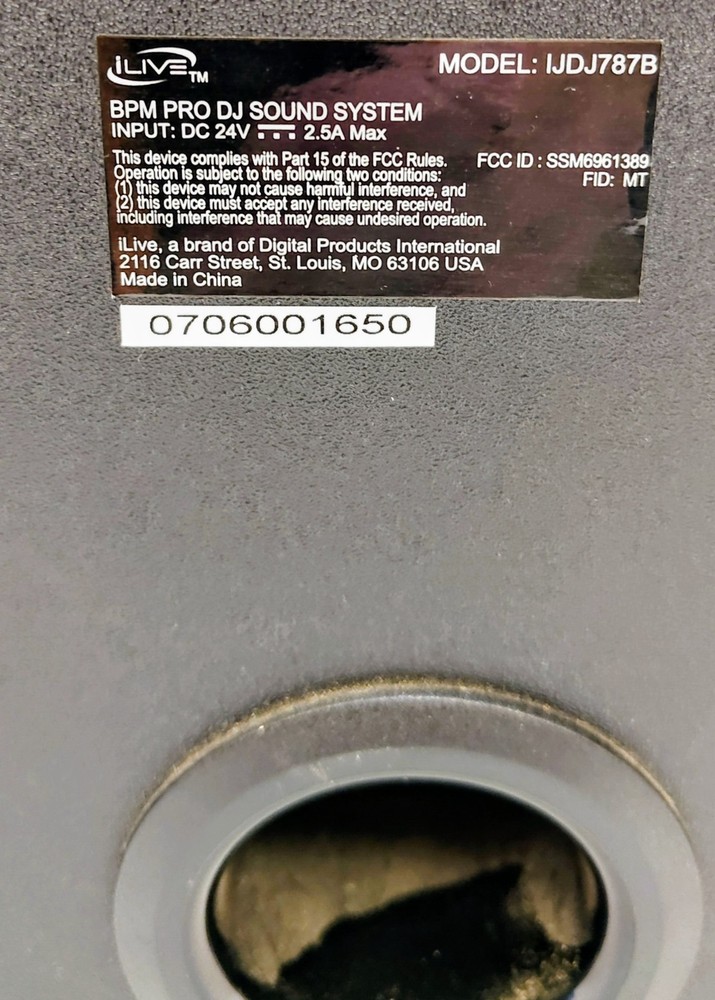 iLIVE TM
MODEL: IJDJ787B
BPM PRO DJ SOUND SYSTEM
INPUT: DC 24V ⎓ 2.5A Max
This device complies with Part 15 of the FCC Rules.
FCC ID : SSM6961389
Operation is subject to the following two conditions:
FID: MT
(1) this device may not cause harmful interference, and
(2) this device must accept any interference received,
including interference that may cause undesired operation.
iLive, a brand of Digital Products International
2116 Carr Street, St. Louis, MO 63106 USA
Made in China
0706001650